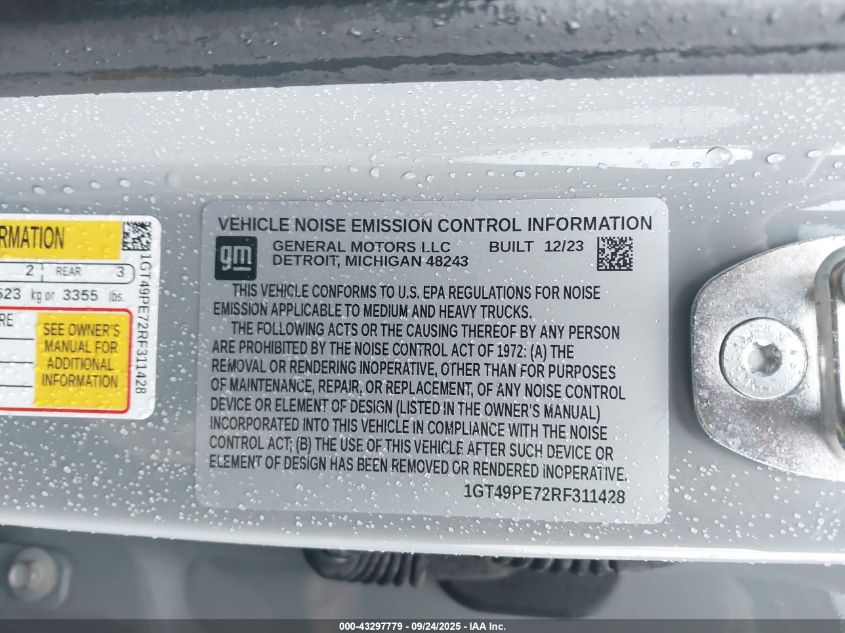 RMATION
2 REAR 3
523 kg or 3355 lbs.
RE
SEE OWNER'S
MANUAL FOR
ADDITIONAL
INFORMATION
1GT49PE72RF311428
VEHICLE NOISE EMISSION CONTROL INFORMATION
gm
GENERAL MOTORS LLC BUILT 12/23
DETROIT, MICHIGAN 48243
THIS VEHICLE CONFORMS TO U.S. EPA REGULATIONS FOR NOISE
EMISSION APPLICABLE TO MEDIUM AND HEAVY TRUCKS.
THE FOLLOWING ACTS OR THE CAUSING THEREOF BY ANY PERSON
ARE PROHIBITED BY THE NOISE CONTROL ACT OF 1972: (A) THE
REMOVAL OR RENDERING INOPERATIVE, OTHER THAN FOR PURPOSES
OF MAINTENANCE, REPAIR, OR REPLACEMENT, OF ANY NOISE CONTROL
DEVICE OR ELEMENT OF DESIGN (LISTED IN THE OWNER'S MANUAL)
INCORPORATED INTO THIS VEHICLE IN COMPLIANCE WITH THE NOISE
CONTROL ACT; (B) THE USE OF THIS VEHICLE AFTER SUCH DEVICE OR
ELEMENT OF DESIGN HAS BEEN REMOVED OR RENDERED INOPERATIVE.
1GT49PE72RF311428
000-43297779 - 09/24/2025 - IAA Inc.